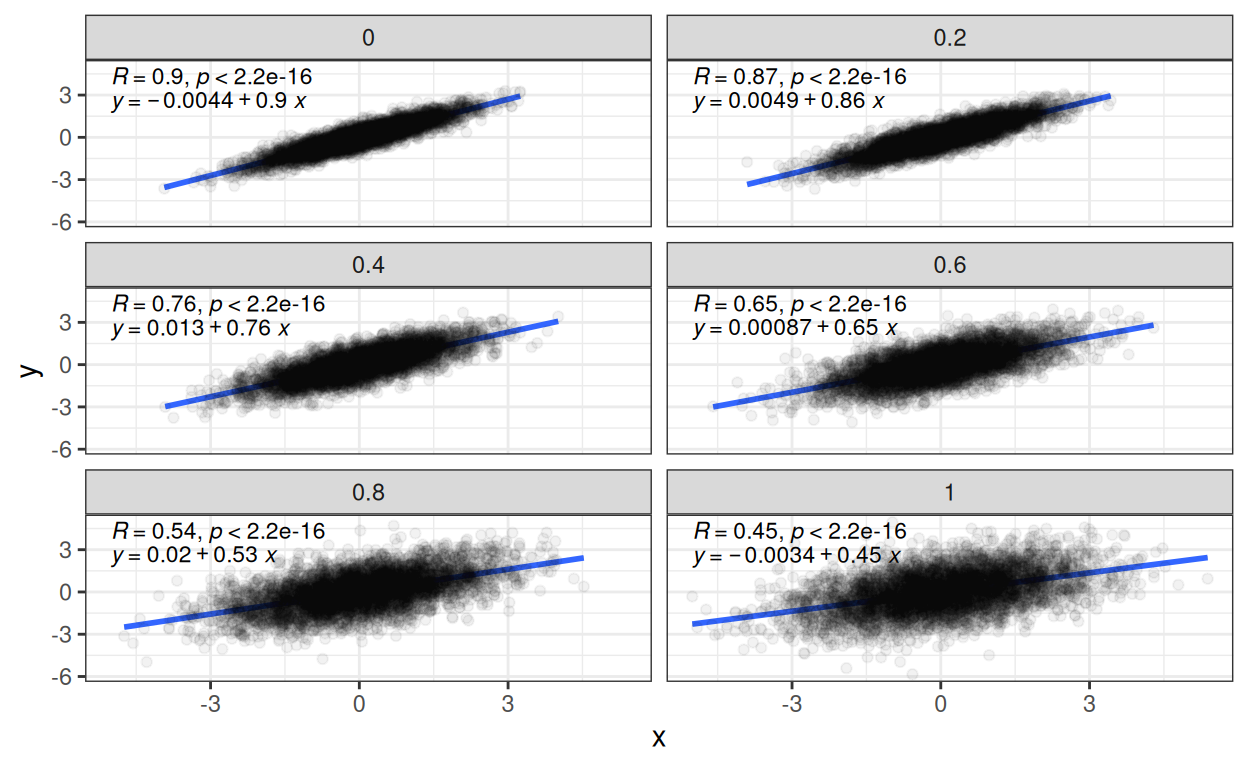 0
0.2
R = 0.9, p < 2.2e-16
y = −0.0044 + 0.9 x
R = 0.87, p < 2.2e-16
y = 0.0049 + 0.86 x
3
0
-3
-6
0.4
0.6
R = 0.76, p < 2.2e-16
y = 0.013 + 0.76 x
R = 0.65, p < 2.2e-16
y = 0.00087 + 0.65 x
3
0
-3
-6
y
0.8
1
R = 0.54, p < 2.2e-16
y = 0.02 + 0.53 x
R = 0.45, p < 2.2e-16
y = −0.0034 + 0.45 x
3
0
-3
-6
-3 0 3
-3 0 3
x